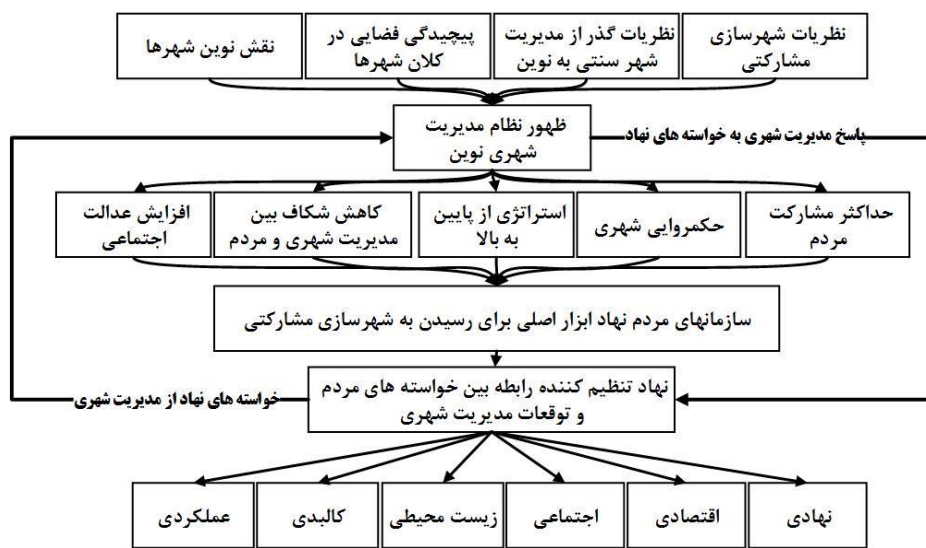 نظریات شهرسازی
مشارکتی
نظریات گذر از مدیریت
شهر سنتی به نوین
پیچیدگی فضایی در
کلان شهرها
نقش نوین شهرها
ظهور نظام مدیریت
شهری نوین
پاسخ مدیریت شهری به خواسته های نهاد
حداکثر مشارکت
مردم
حکمروایی شهری
استراتژی از پایین
به بالا
کاهش شکاف بین
مدیریت شهری و مردم
افزایش عدالت
اجتماعی
سازمانهای مردم نهاد ابزار اصلی برای رسیدن به شهرسازی مشارکتی
نهاد تنظیم کننده رابطه بین خواسته های مردم
و توقعات مدیریت شهری
خواسته های نهاد از مدیریت شهری
نهادی
اقتصادی
اجتماعی
زیست محیطی
کالبدی
عملکردی